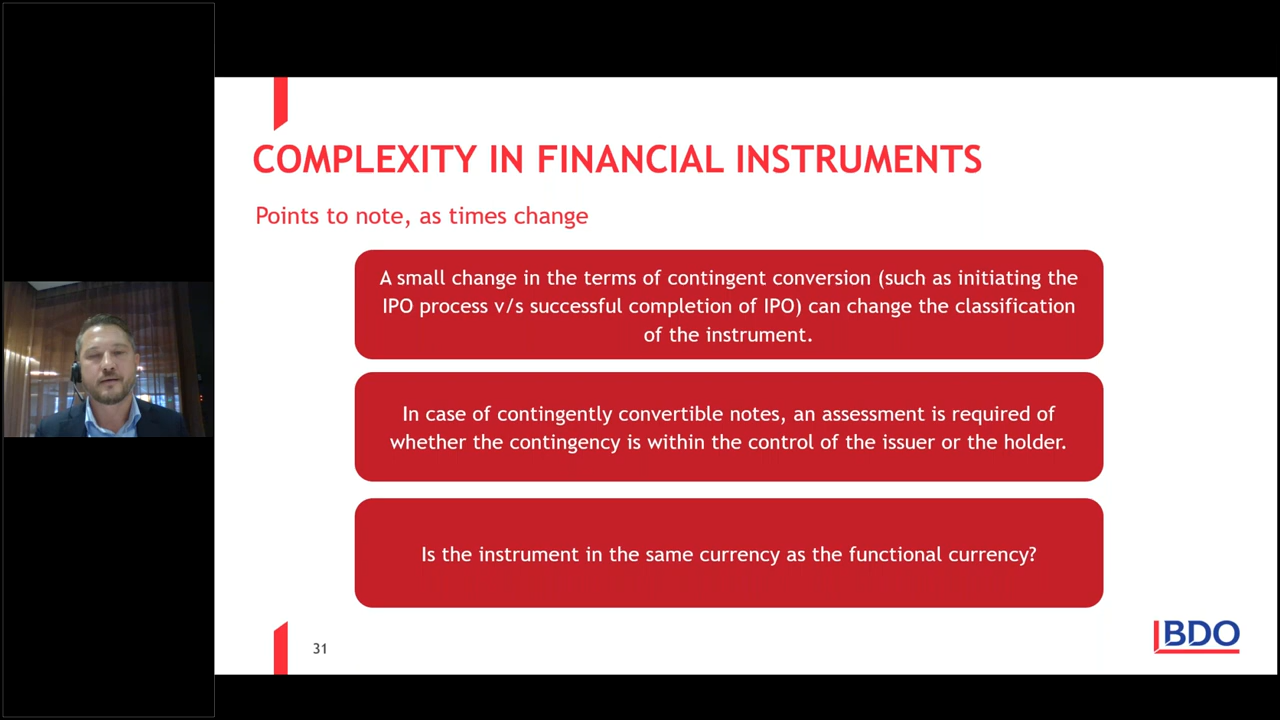 COMPLEXITY IN FINANCIAL INSTRUMENTS
Points to note, as times change
A small change in the terms of contingent conversion (such as initiating the
IPO process v/s successful completion of IPO) can change the classification
of the instrument.
In case of contingently convertible notes, an assessment is required of
whether the contingency is within the control of the issuer or the holder.
Is the instrument in the same currency as the functional currency?
31
BDO